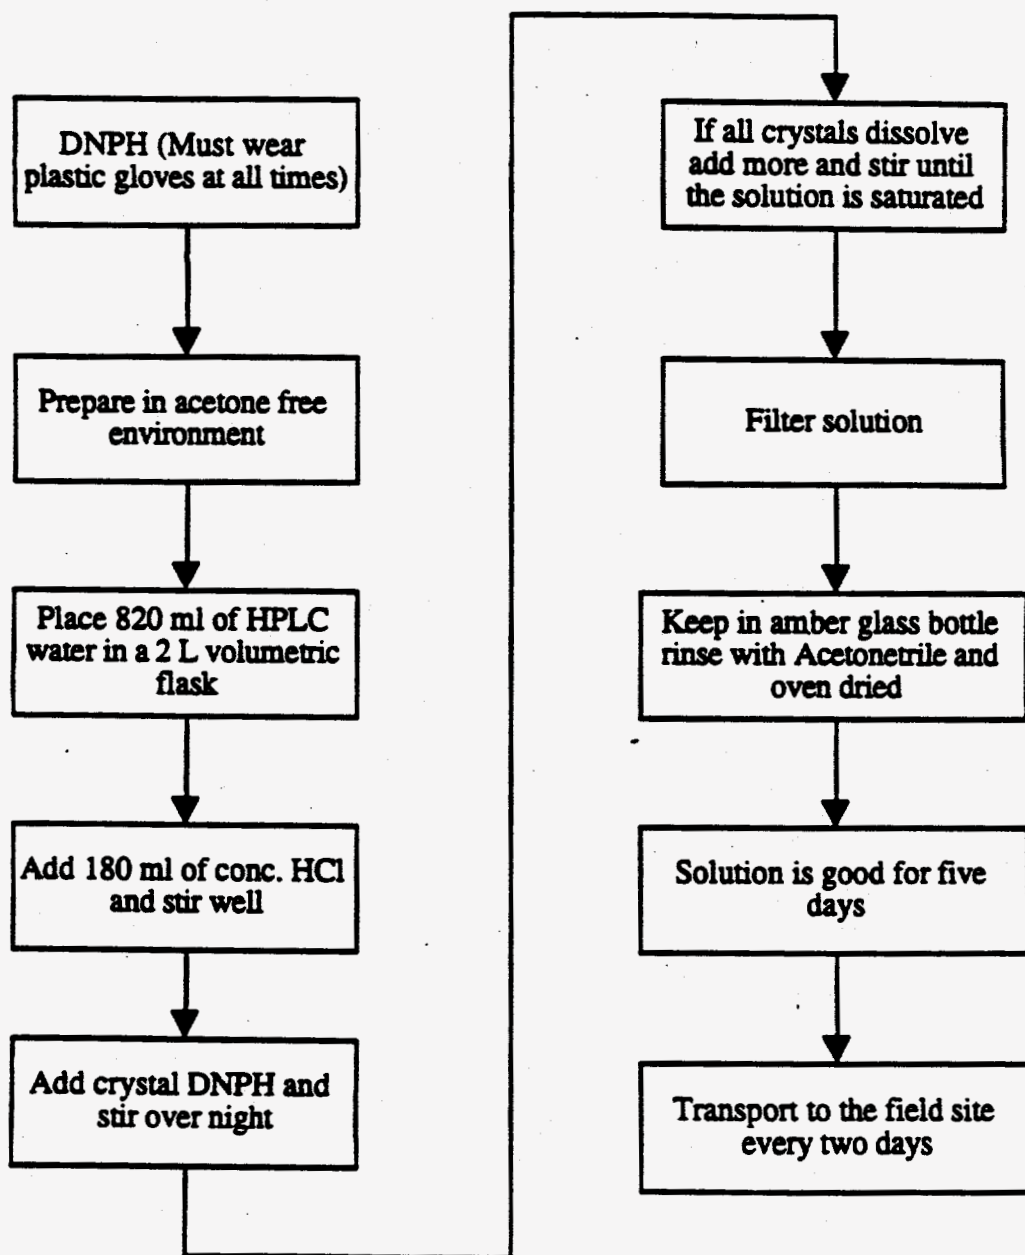 DNPH (Must wear
plastic gloves at all times)
Prepare in acetone free
environment
Place 820 ml of HPLC
water in a 2 L volumetric
flask
Add 180 ml of conc. HCl
and stir well
Add crystal DNPH and
stir over night
If all crystals dissolve
add more and stir until
the solution is saturated
Filter solution
Keep in amber glass bottle
rinse with Acetonetrile and
oven dried
Solution is good for five
days
Transport to the field site
every two days